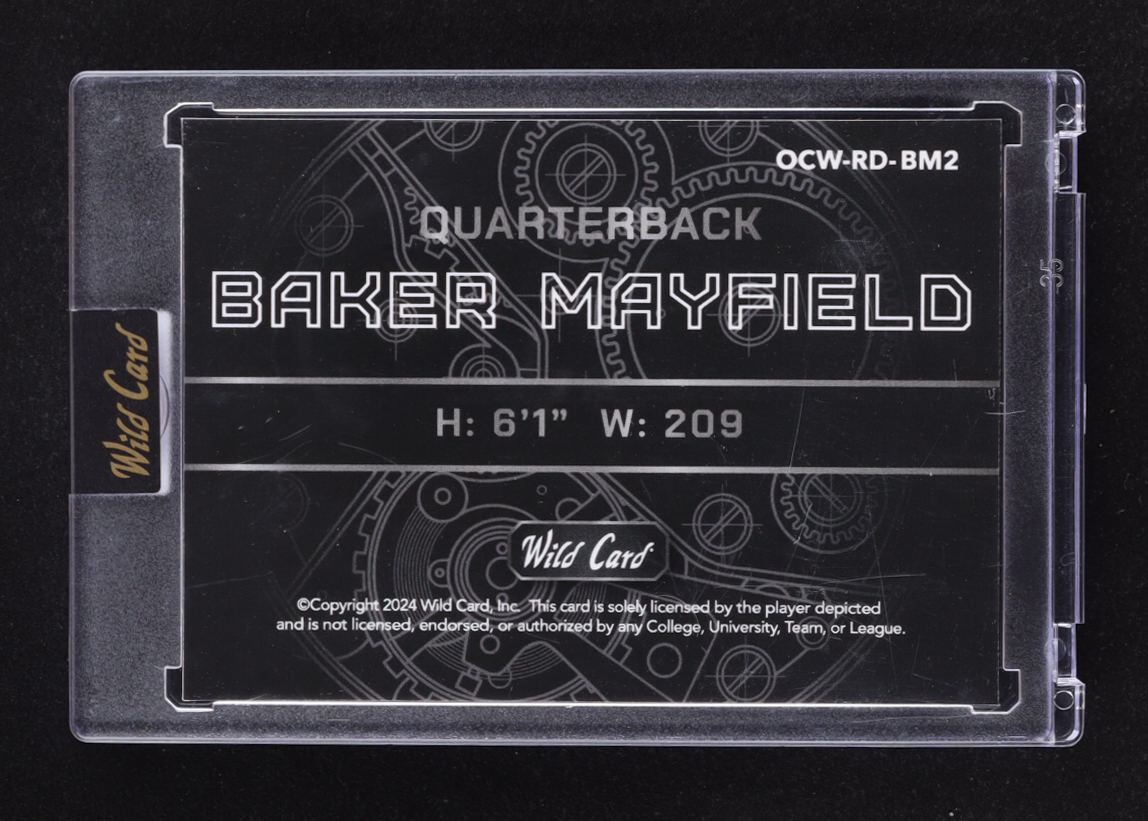 OCW-RD-BM2
QUARTERBACK
BAKER MAYFIELD
H: 6'1” W: 209
Wild Card
Wild Card
©Copyright 2024 Wild Card, Inc. This card is solely licensed by the player depicted
and is not licensed, endorsed, or authorized by any College, University, Team, or League.
35